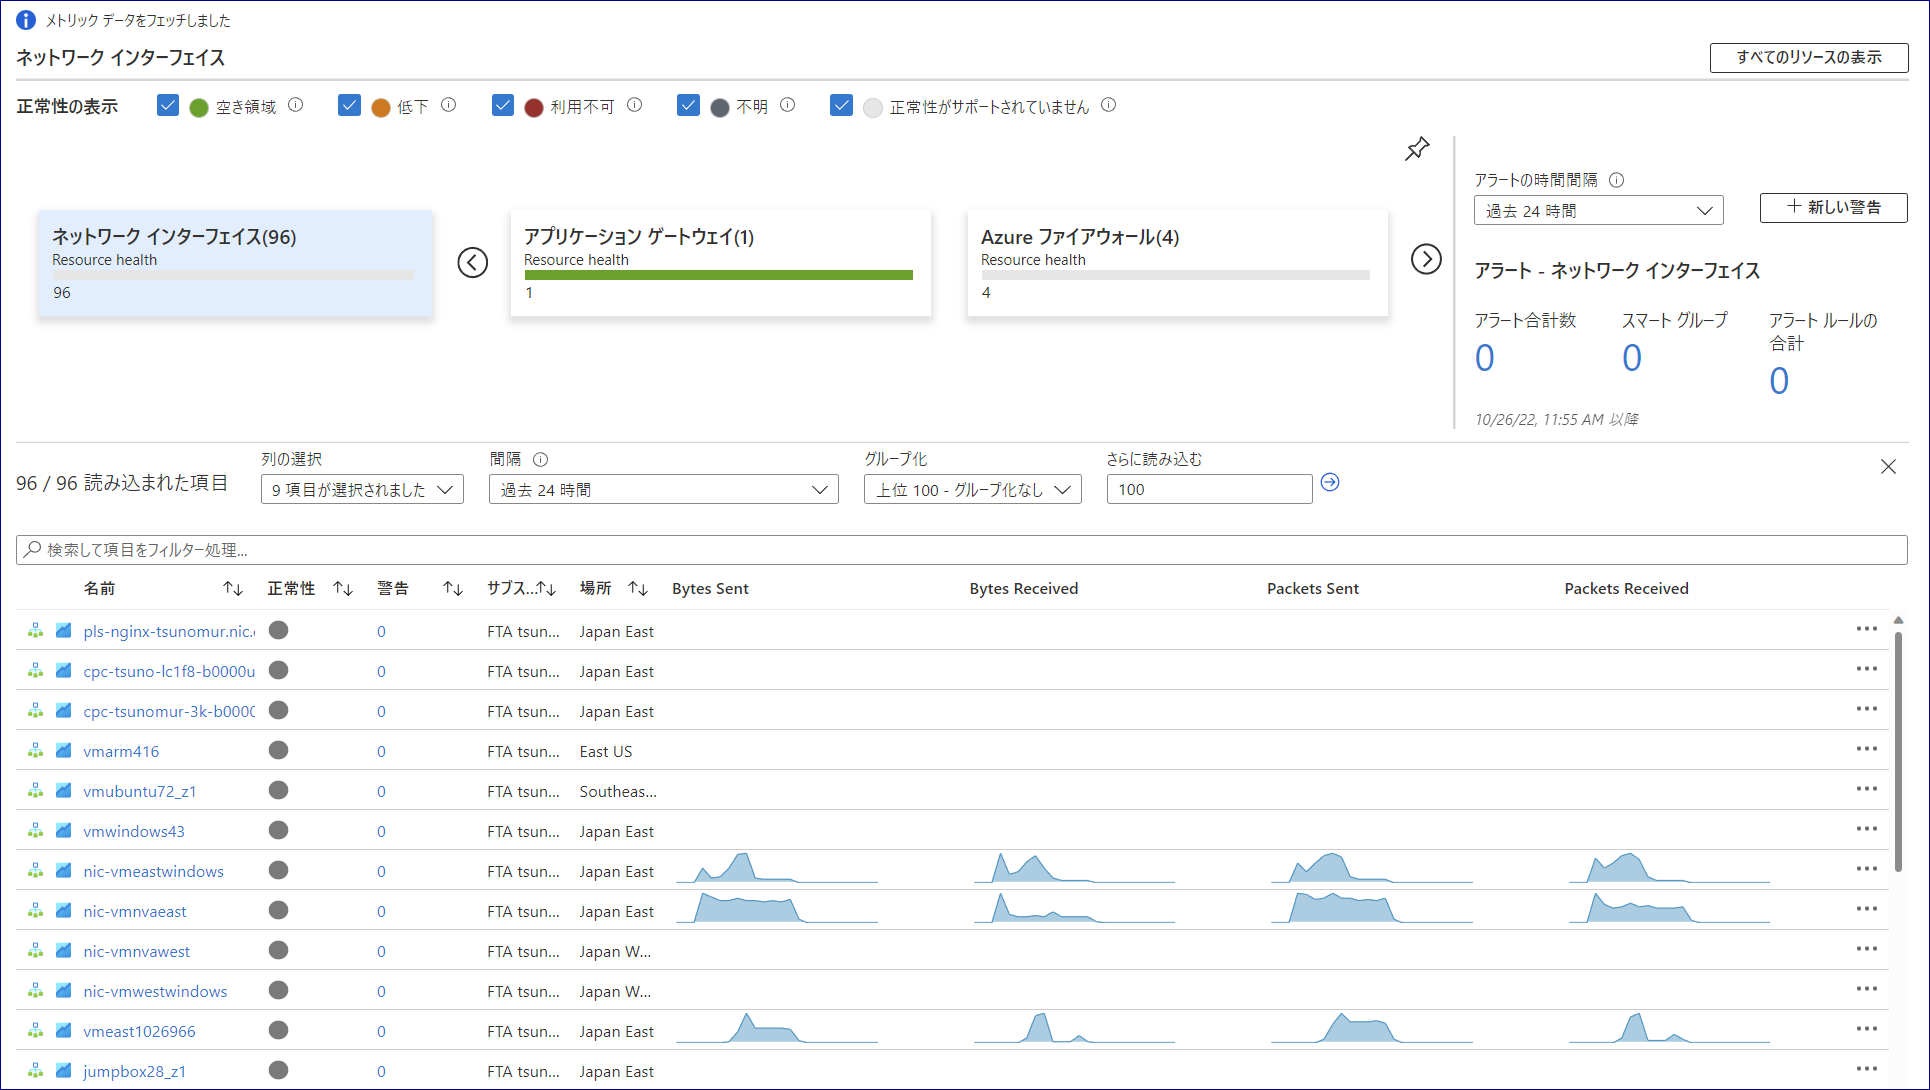 メトリック データをフェッチしました
ネットワーク インターフェイス
すべてのリソースの表示
正常性の表示 空き領域 低下 利用不可 不明 正常性がサポートされていません
ネットワーク インターフェイス(96)
Resource health
96
アプリケーション ゲートウェイ(1)
Resource health
1
Azure ファイアウォール(4)
Resource health
4
アラートの時間間隔
過去 24 時間
+ 新しい警告
アラート - ネットワーク インターフェイス
アラート合計数
0
スマート グループ
0
アラート ルールの
合計
0
10/26/22, 11:55 AM 以降
96 / 96 読み込まれた項目
列の選択
9 項目が選択されました
間隔
過去 24 時間
グループ化
上位 100 - グループ化なし
さらに読み込む
100
検索して項目をフィルター処理...
名前 正常性 警告 サブス... 場所 Bytes Sent Bytes Received Packets Sent Packets Received
pls-nginx-tsunomur.nic. 0 FTA tsun... Japan East
cpc-tsuno-lc1f8-b0000u 0 FTA tsun... Japan East
cpc-tsunomur-3k-b000 0 FTA tsun... Japan East
vmarm416 0 FTA tsun... East US
vmubuntu72_z1 0 FTA tsun... Southeas...
vmwindows43 0 FTA tsun... Japan East
nic-vmeastwindows 0 FTA tsun... Japan East
nic-vmnvaeast 0 FTA tsun... Japan East
nic-vmnvawest 0 FTA tsun... Japan W...
nic-vmwestwindows 0 FTA tsun... Japan W...
vmeast1026966 0 FTA tsun... Japan East
jumpbox28_z1 0 FTA tsun... Japan East